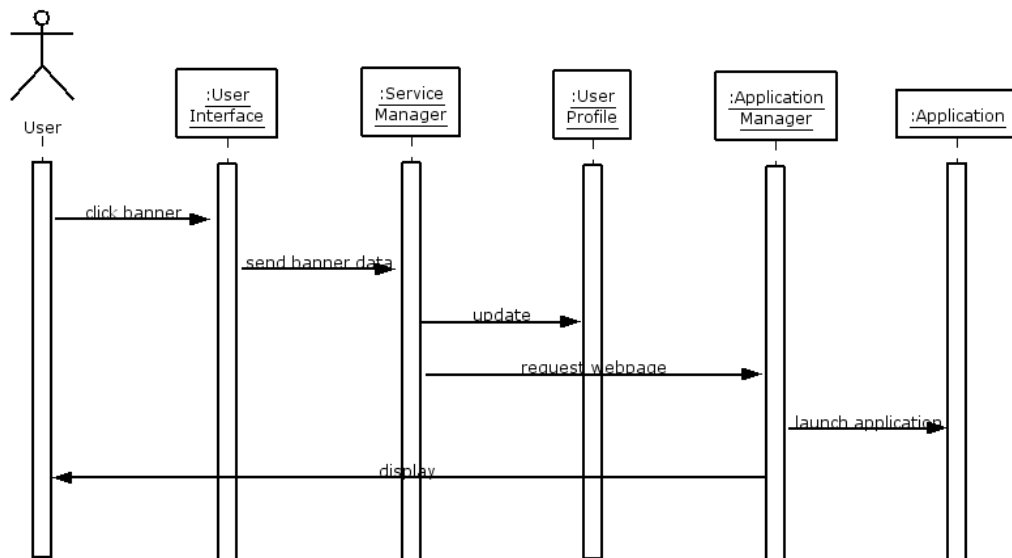 User
:User
Interface
:Service
Manager
:User
Profile
:Application
Manager
:Application
click banner
send banner data
update
request webpage
launch application
display